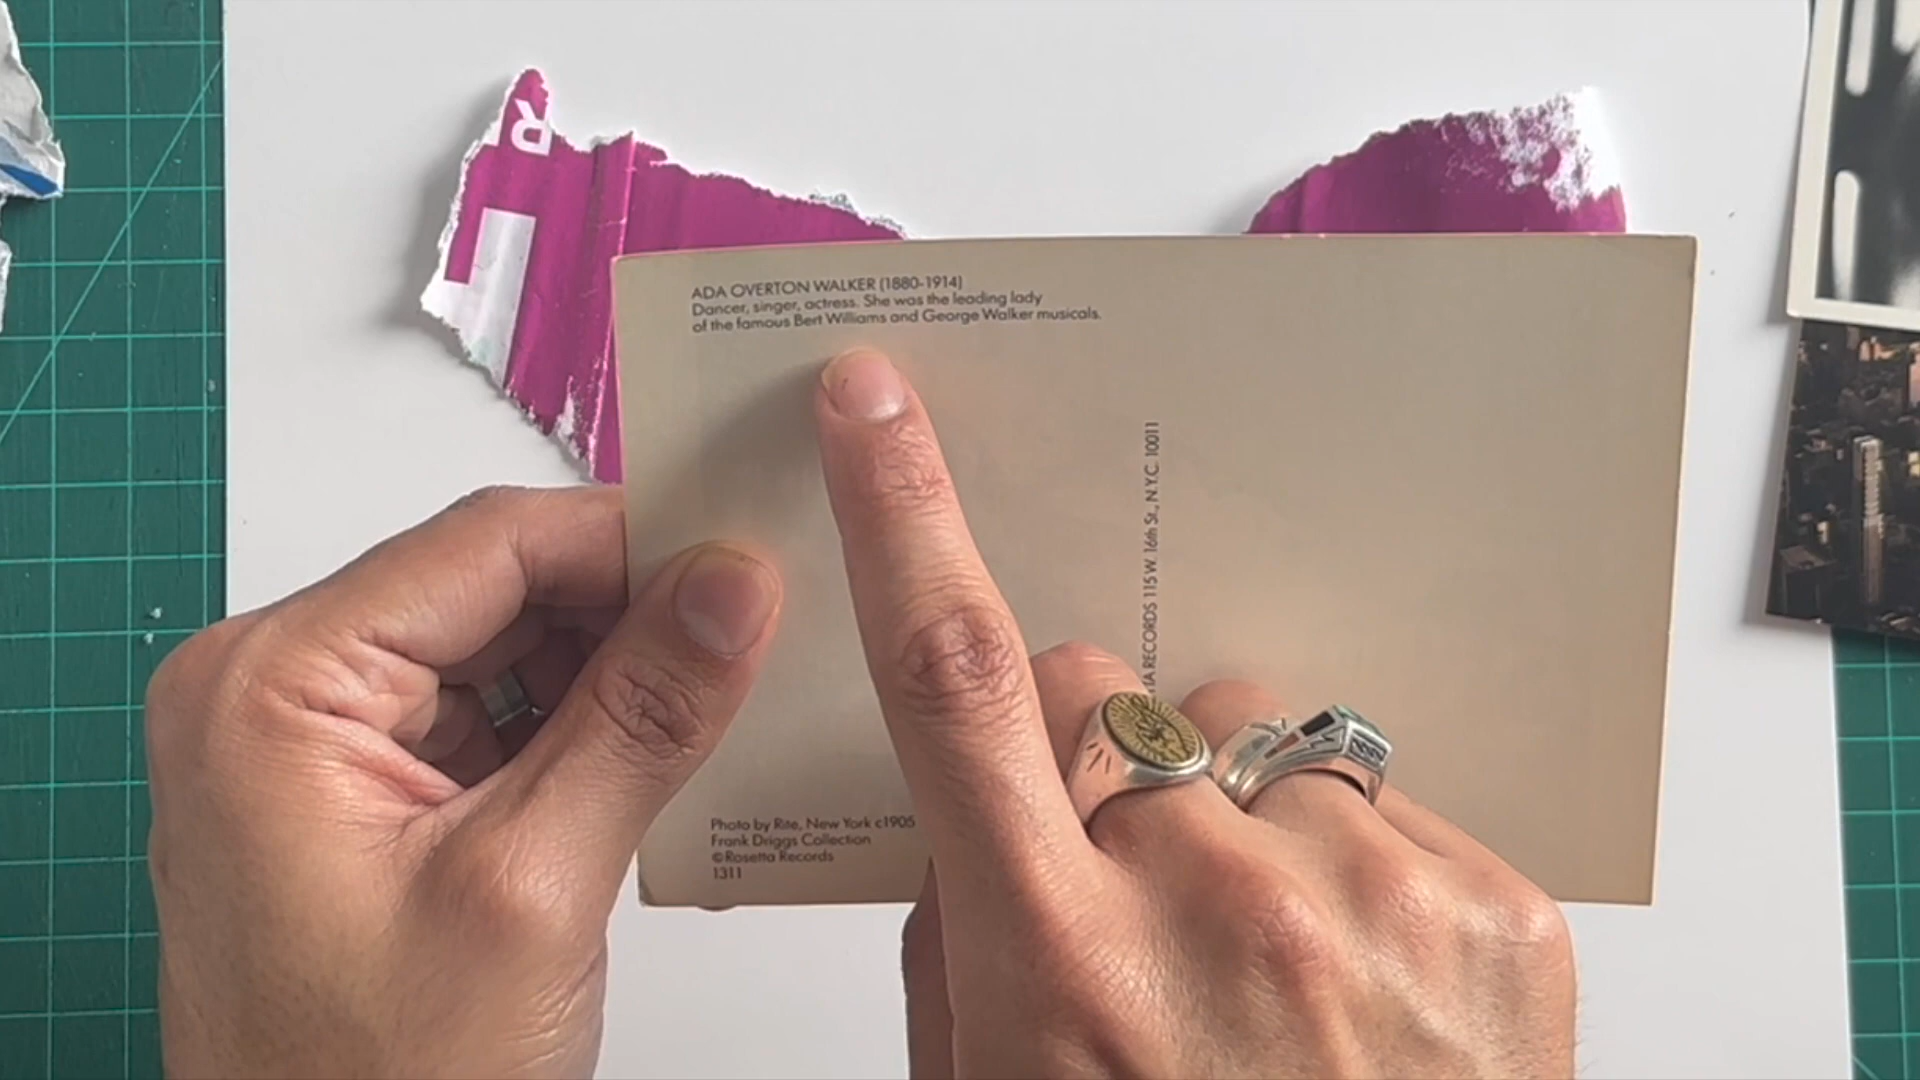 R
L
ADA OVERTON WALKER (1880-1914)
Dancer, singer, actress. She was the leading lady
of the famous Bert Williams and George Walker musicals.
RECORDS 115 W. 16th St., N.Y.C. 10011
Photo by Rite, New York c1905
Frank Driggs Collection
©Rosetta Records
1311